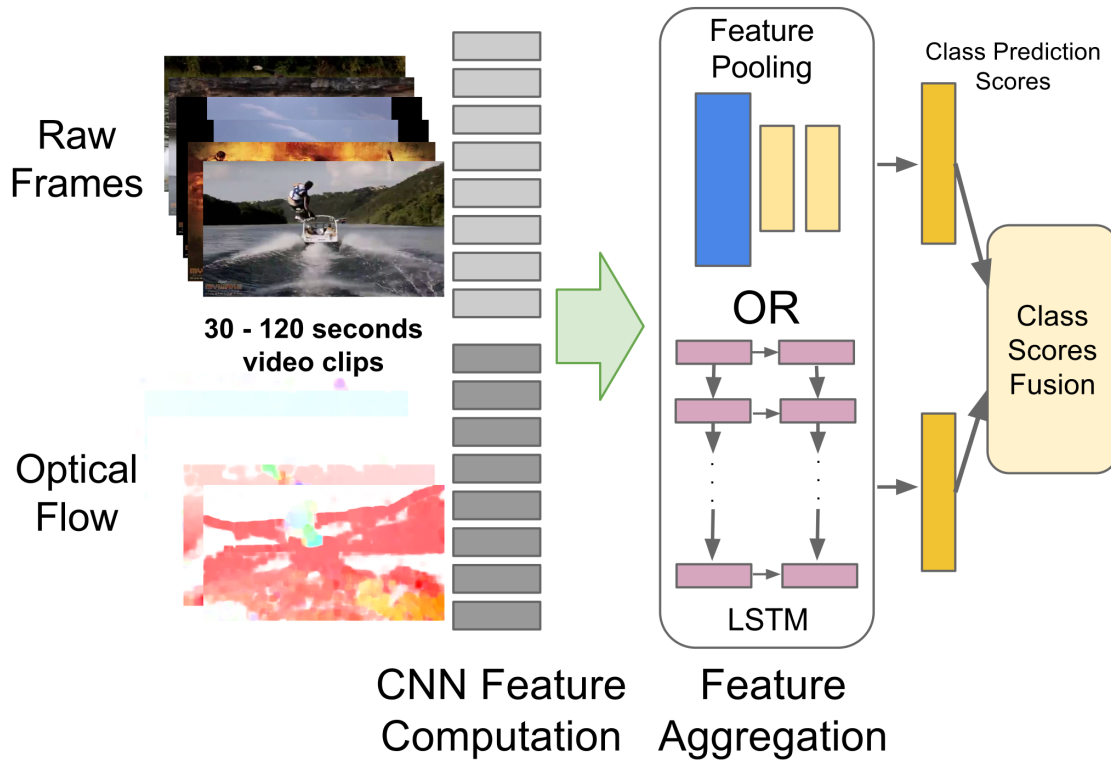 Raw
Frames
30 - 120 seconds
video clips
Optical
Flow
CNN Feature
Computation
Feature
Pooling
OR
LSTM
Feature
Aggregation
Class Prediction
Scores
Class
Scores
Fusion